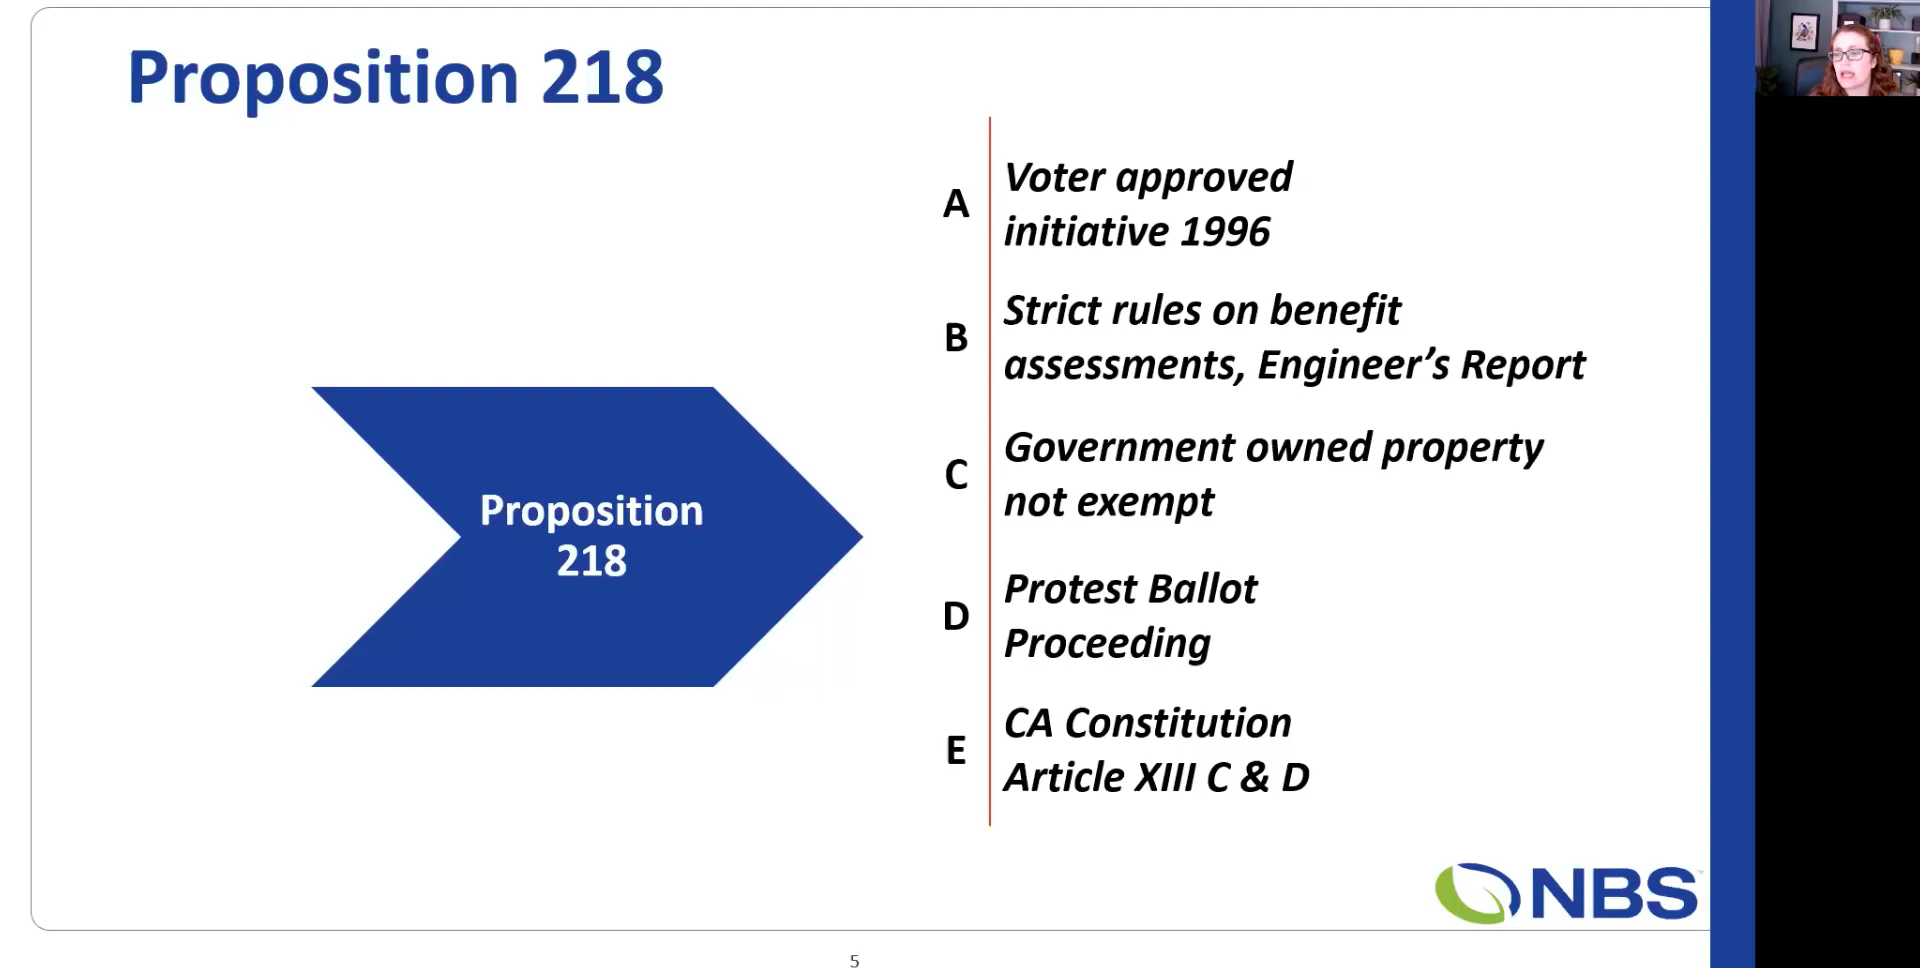 Proposition 218
A
Voter approved
initiative 1996
B
Strict rules on benefit
assessments, Engineer’s Report
C
Government owned property
not exempt
Proposition
218
D
Protest Ballot
Proceeding
E
CA Constitution
Article XIII C & D
NBS
5